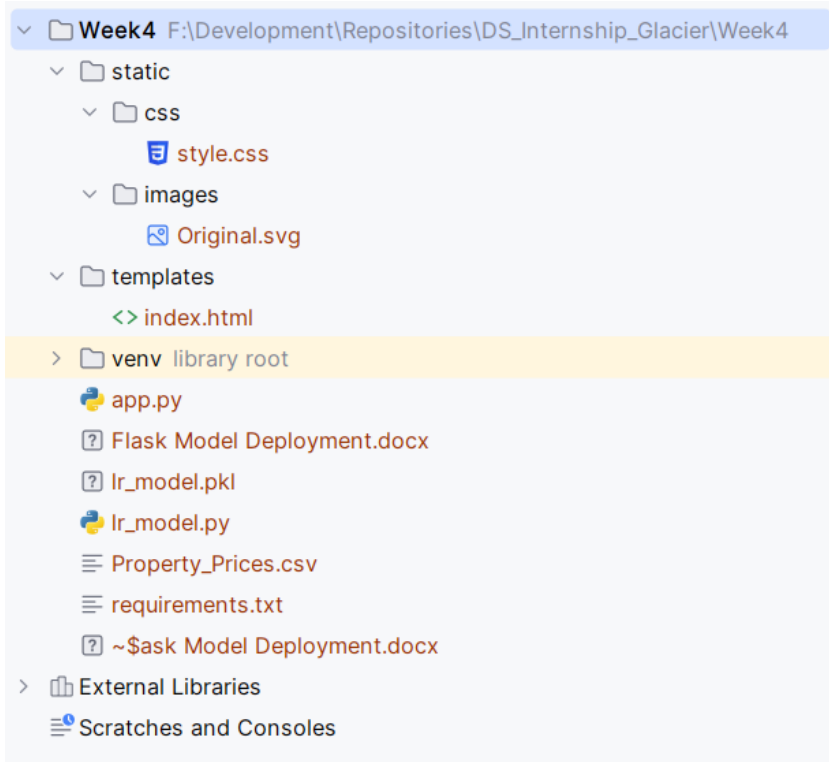 Week4 F:\Development\Repositories\DS_Internship_Glacier\Week4
static
css
style.css
images
Original.svg
templates
index.html
venv library root
app.py
Flask Model Deployment.docx
lr_model.pkl
lr_model.py
Property_Prices.csv
requirements.txt
~$ask Model Deployment.docx
External Libraries
Scratches and Consoles